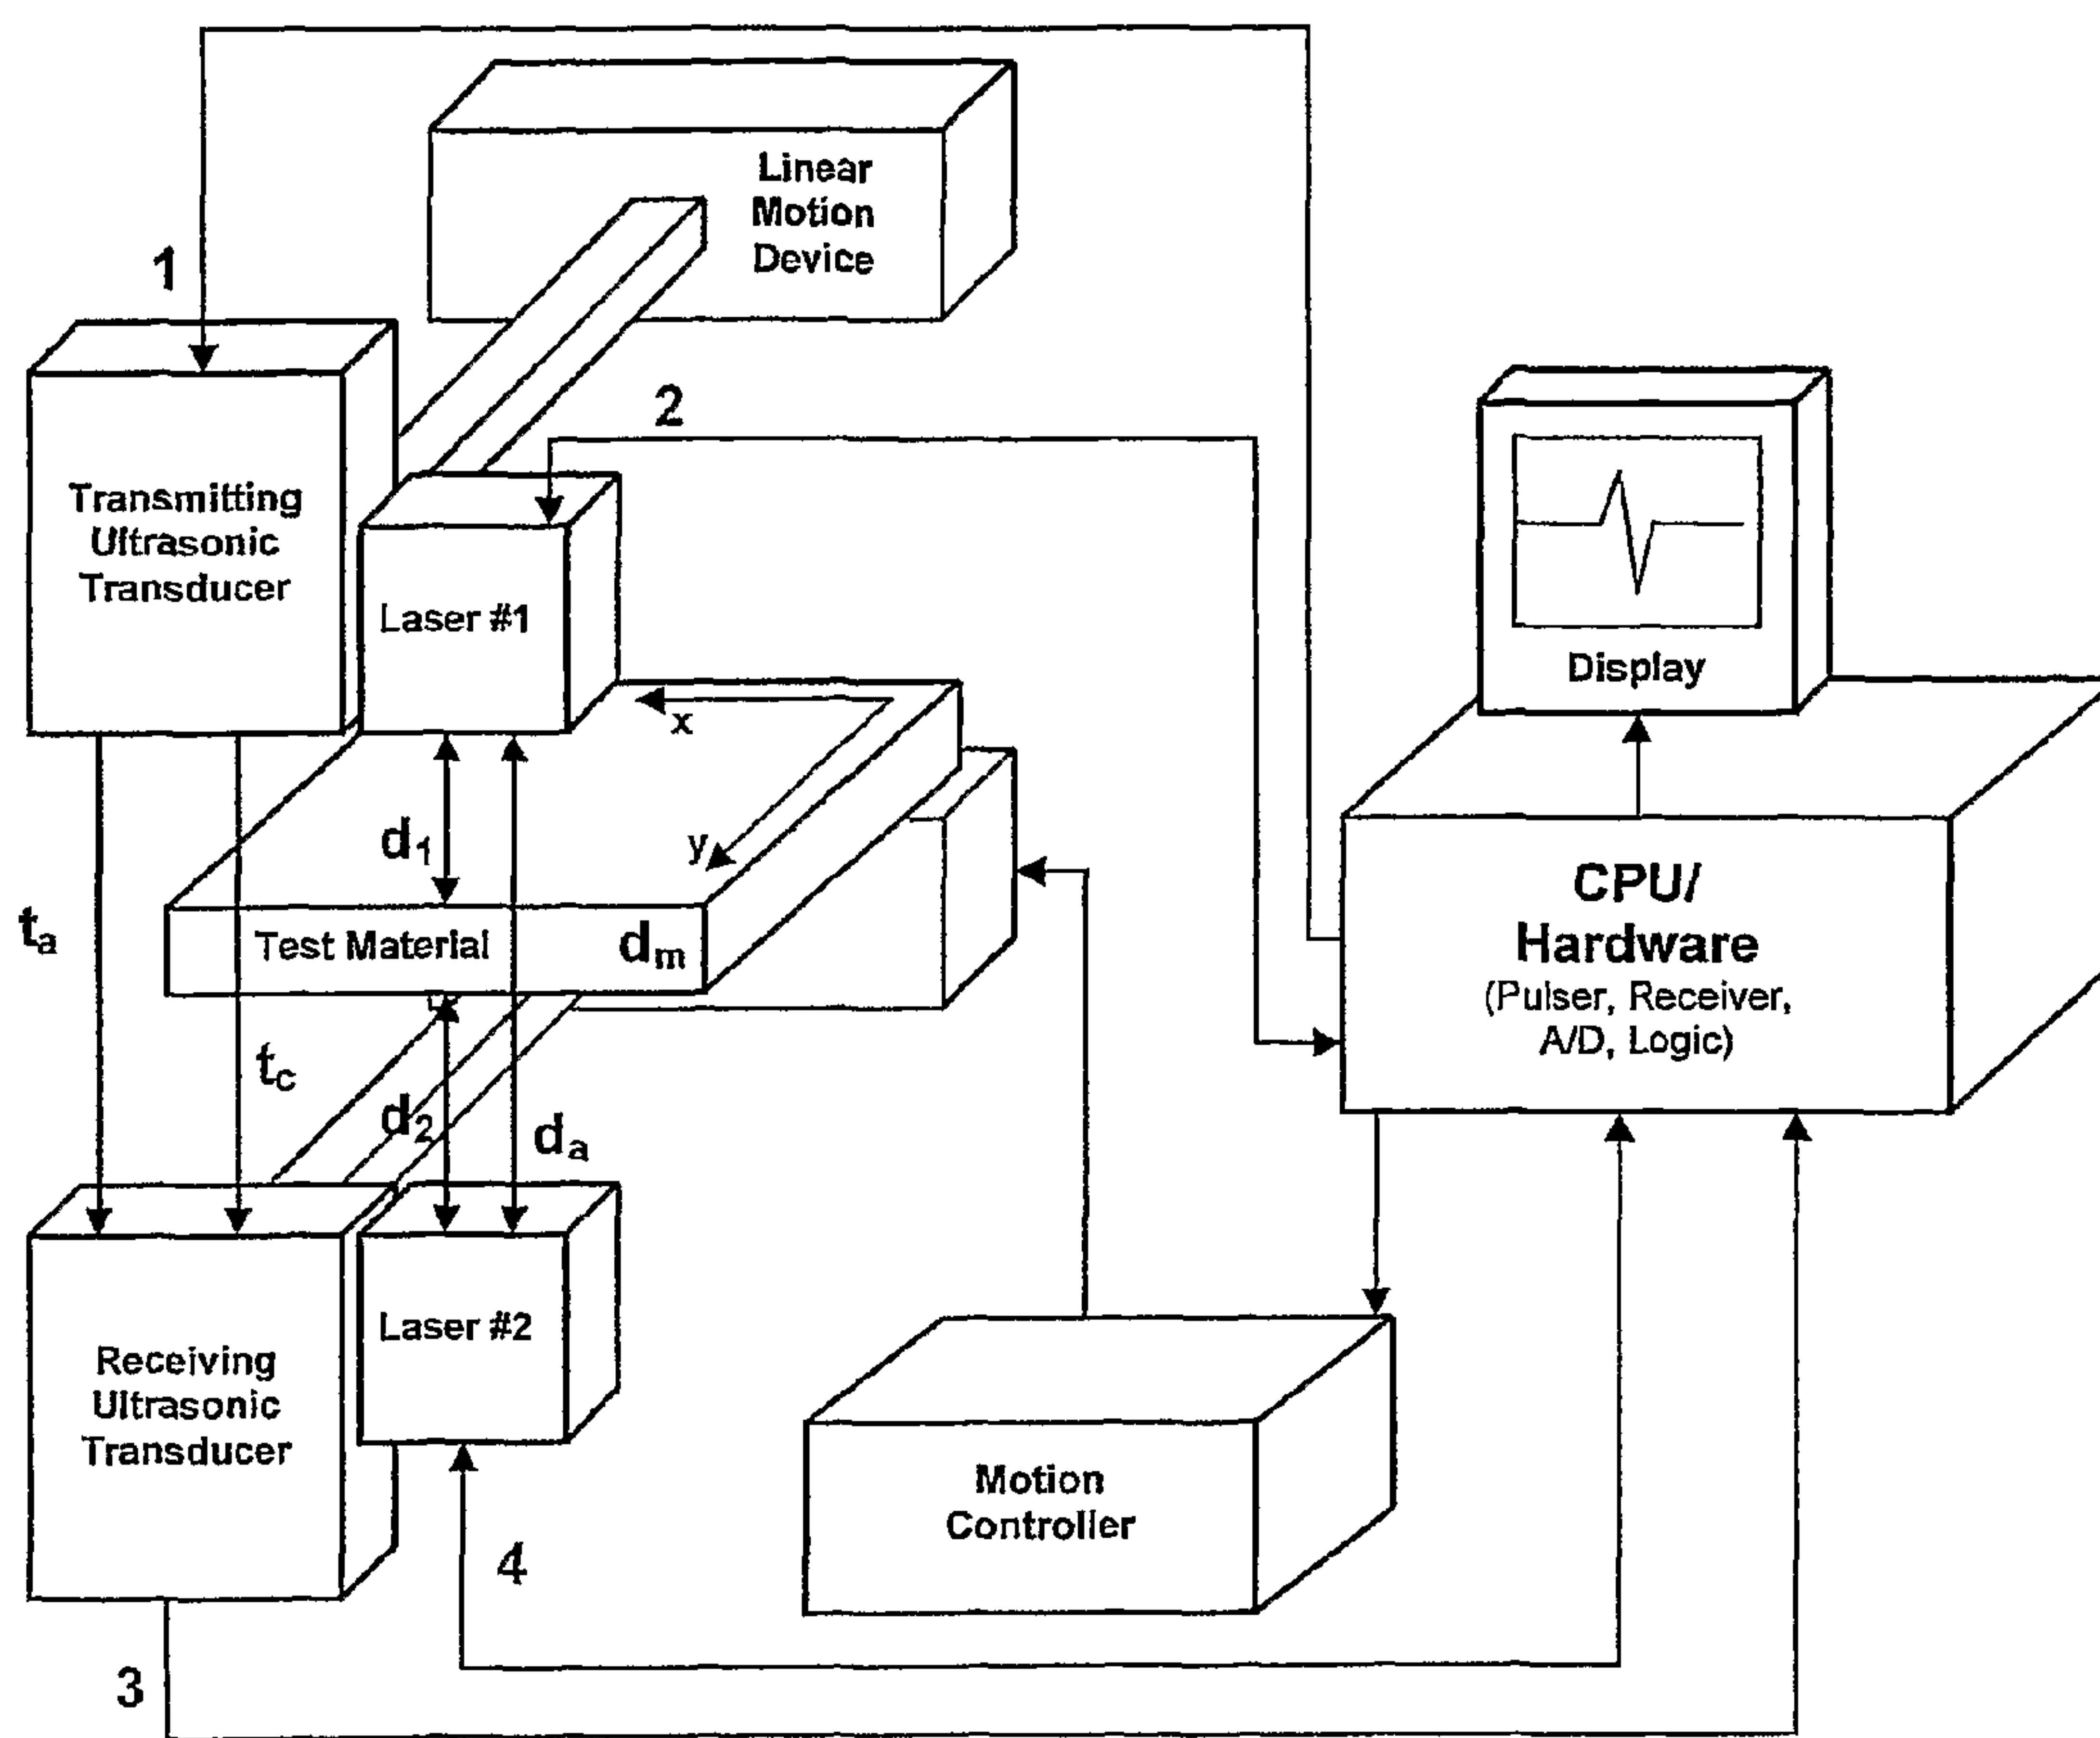 Linear
Motion
Device
1
2
Transmitting
Ultrasonic
Transducer
Laser #1
Display
x
y
d1
CPU/
Hardware
(Pulser, Receiver,
A/D, Logic)
ta
Test Material
dm
tc
d2
da
Laser #2
Receiving
Ultrasonic
Transducer
Motion
Controller
4
3